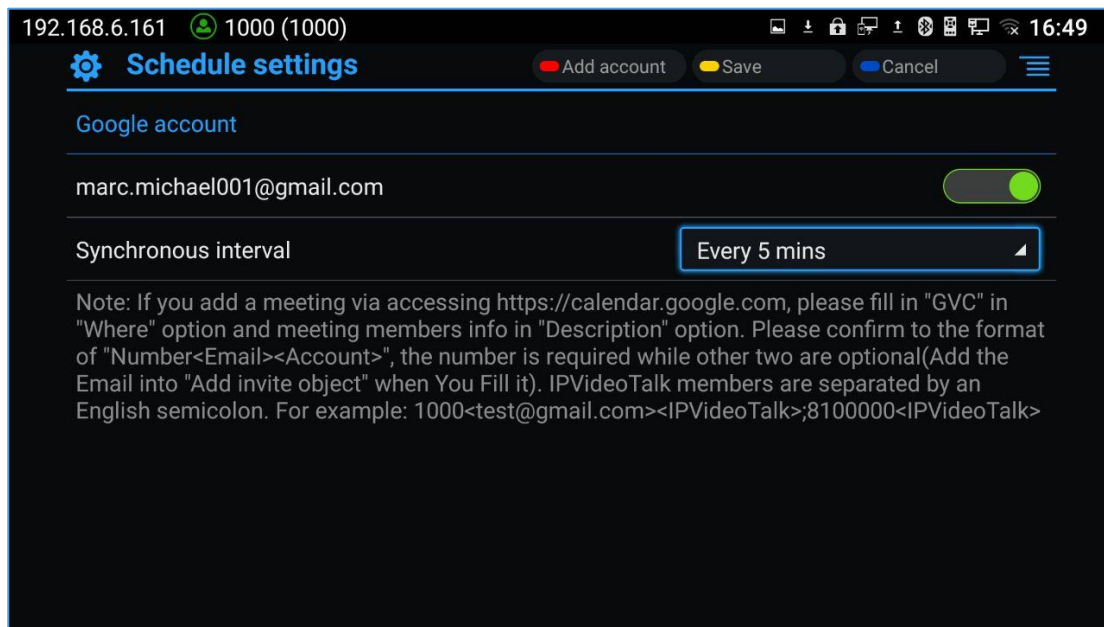 192.168.6.161 1000 (1000) 16:49
Schedule settings Add account Save Cancel
Google account
marc.michael001@gmail.com
Synchronous interval Every 5 mins
Note: If you add a meeting via accessing https://calendar.google.com, please fill in "GVC" in
"Where" option and meeting members info in "Description" option. Please confirm to the format
of "Number<Email><Account>", the number is required while other two are optional(Add the
Email into "Add invite object" when You Fill it). IPVideoTalk members are separated by an
English semicolon. For example: 1000<test@gmail.com><IPVideoTalk>;8100000<IPVideoTalk>